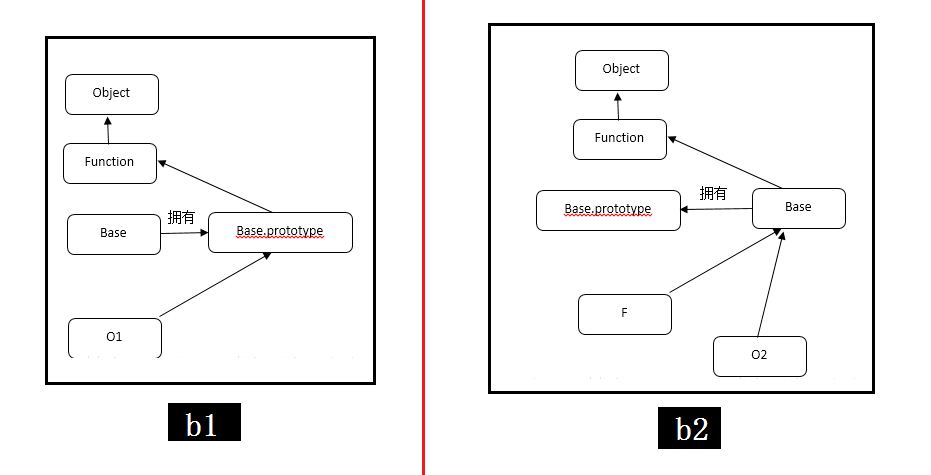 Object
Function
拥有
Base
Base.prototype
O1
b1
Object
Function
拥有
Base.prototype
Base
F
O2
b2